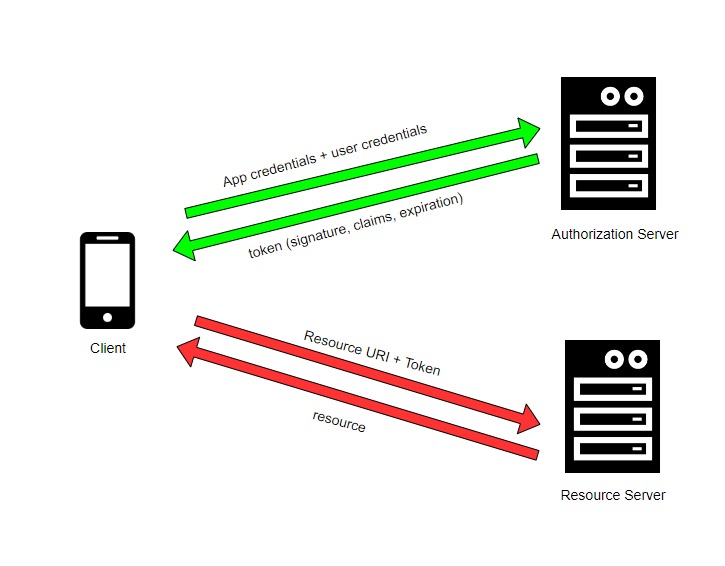 App credentials + user credentials
token (signature, claims, expiration)
Authorization Server
Client
Resource URI + Token
resource
Resource Server